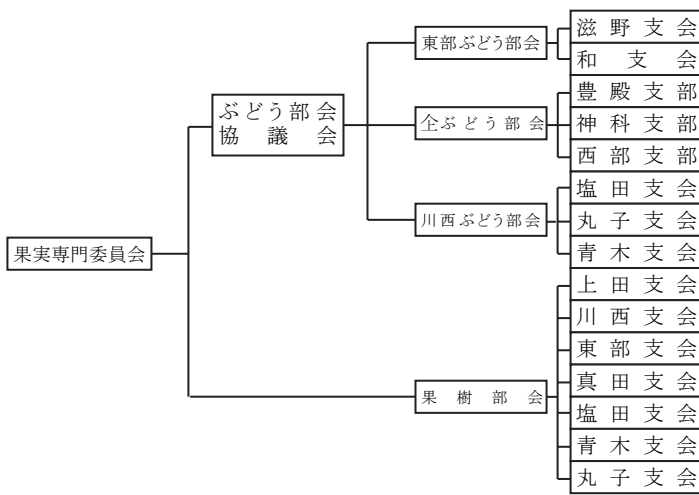 果実専門委員会
ぶどう部会
協議会
東部ぶどう部会
滋野支会
和支会
仝ぶどう部会
豊殿支部
神科支部
西部支部
川西ぶどう部会
塩田支会
丸子支会
青木支会
果樹部会
上田支会
川西支会
東部支会
真田支会
塩田支会
青木支会
丸子支会